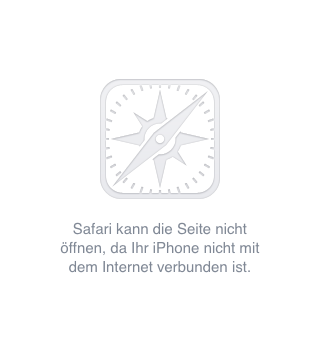 Safari kann die Seite nicht
öffnen, da Ihr iPhone nicht mit
dem Internet verbunden ist.